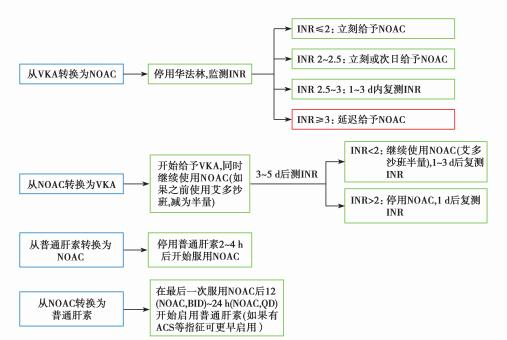 INR≤2：立刻给予NOAC
INR 2~2.5：立刻或次日给予NOAC
从VKA转换为NOAC
停用华法林,监测INR
INR 2.5~3：1~3 d内复测INR
INR≥3：延迟给予NOAC
从NOAC转换为VKA
开始给予VKA,同时
继续使用NOAC(如
果之前使用艾多沙
班,减为半量)
3~5 d后测INR
INR<2：继续使用NOAC(艾多
沙班半量),1~3 d后复测
INR
INR>2：停用NOAC,1 d后复测
INR
从普通肝素转换为
NOAC
停用普通肝素2~4 h
后开始服用NOAC
从NOAC转换为
普通肝素
在最后一次服用NOAC后12
(NOAC,BID)~24 h(NOAC,QD)
开始启用普通肝素(如果有
ACS等指征可更早启用）